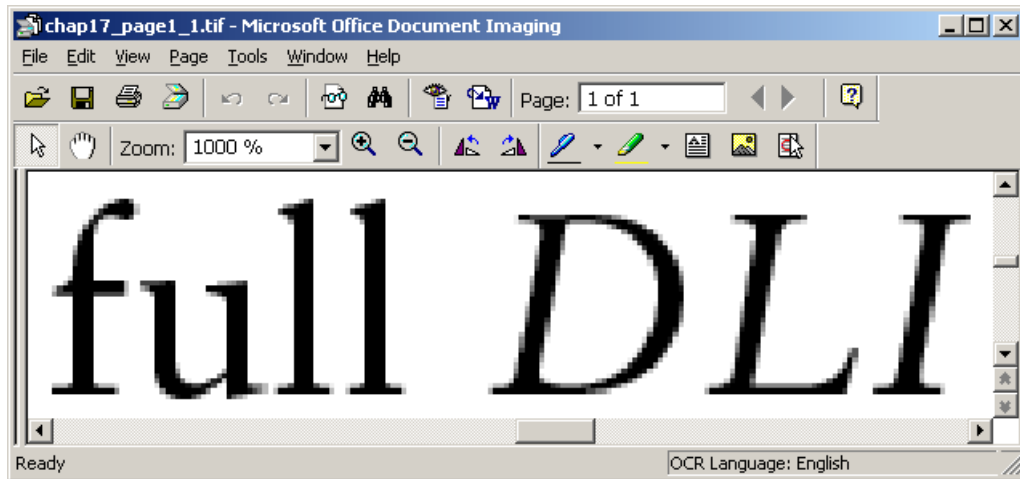 chap17_page1_1.tif - Microsoft Office Document Imaging
File Edit View Page Tools Window Help
Page: 1 of 1
Zoom: 1000 %
full DLI
Ready OCR Language: English